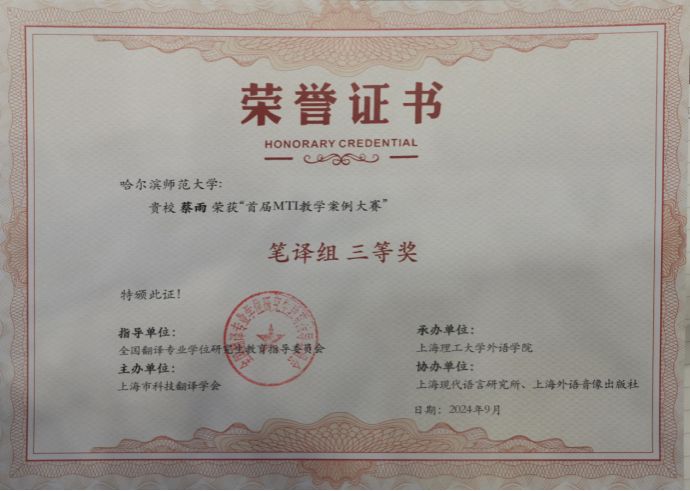 荣誉证书
HONORARY CREDENTIAL
哈尔滨师范大学:
贵校 蔡雨 荣获“首届MTI教学案例大赛”
笔译组 三等奖
特颁此证!
指导单位:
全国翻译专业学位研究生教育指导委员会
主办单位:
上海市科技翻译学会
承办单位:
上海理工大学外语学院
协办单位:
上海现代语言研究所、上海外语音像出版社
日期: 2024年9月